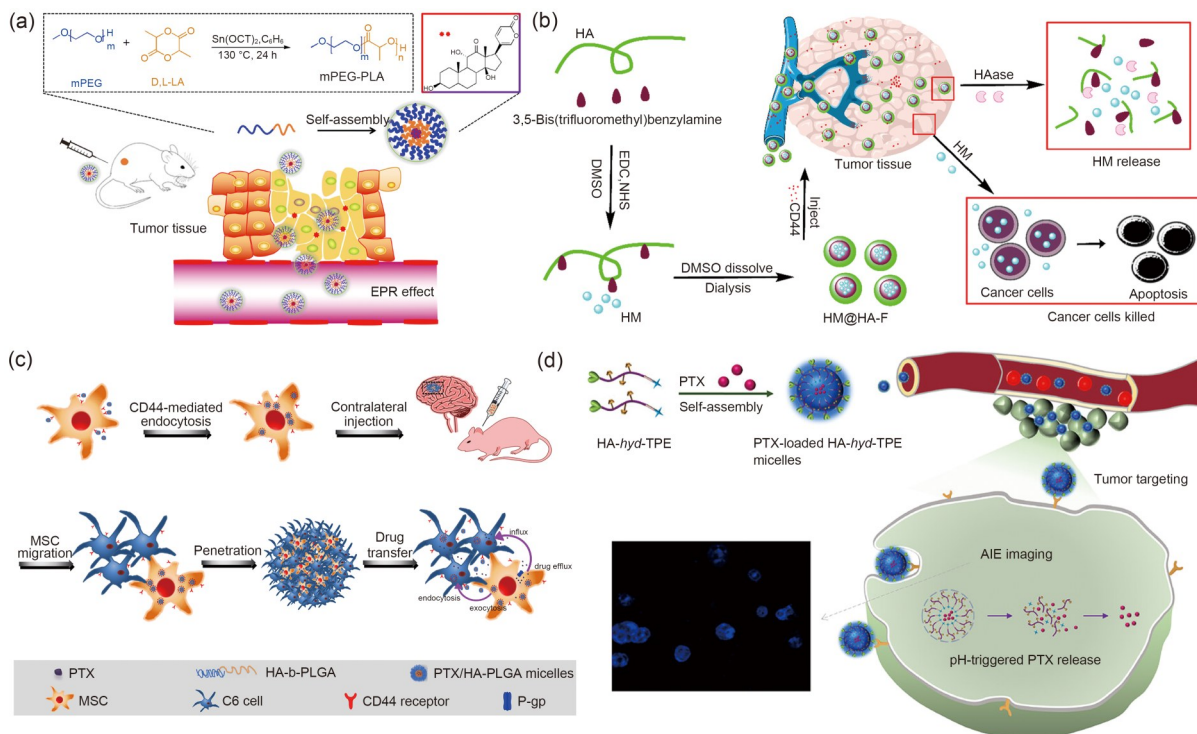 (a)
mPEG
+
D,L-LA
Sn(OCT)2,C6H6
130 °C, 24 h
mPEG-PLA
Self-assembly
Tumor tissue
EPR effect
(b)
HA
3,5-Bis(trifluoromethyl)benzylamine
EDC,NHS
DMSO
HM
DMSO dissolve
Dialysis
HM@HA-F
CD44
Inject
Tumor tissue
HAase
HM release
HM
Cancer cells
Apoptosis
Cancer cells killed
(c)
CD44-mediated
endocytosis
Contralateral
injection
MSC
migration
Penetration
Drug
transfer
influx
drug efflux
endocytosis
exocytosis
PTX
HA-b-PLGA
PTX/HA-PLGA micelles
MSC
C6 cell
CD44 receptor
P-gp
(d)
PTX
Self-assembly
HA-hyd-TPE
PTX-loaded HA-hyd-TPE
micelles
Tumor targeting
AIE imaging
pH-triggered PTX release